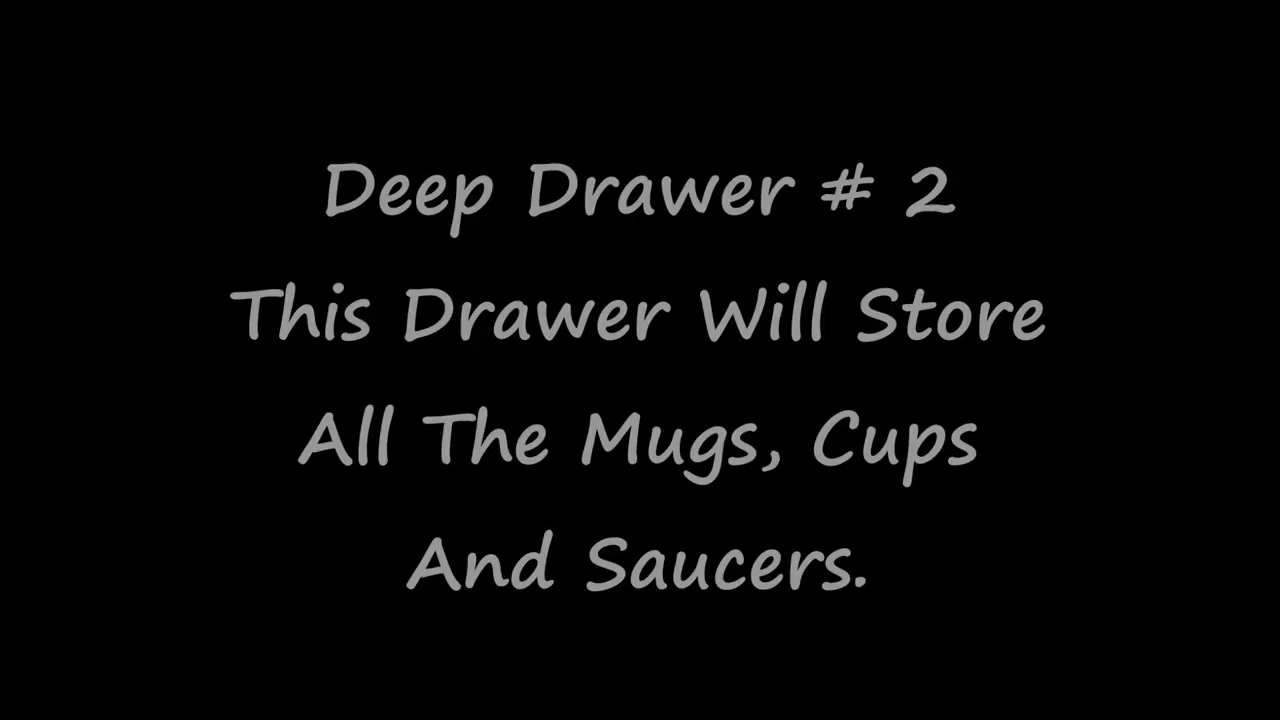 Deep Drawer # 2
This Drawer Will Store
All The Mugs, Cups
And Saucers.